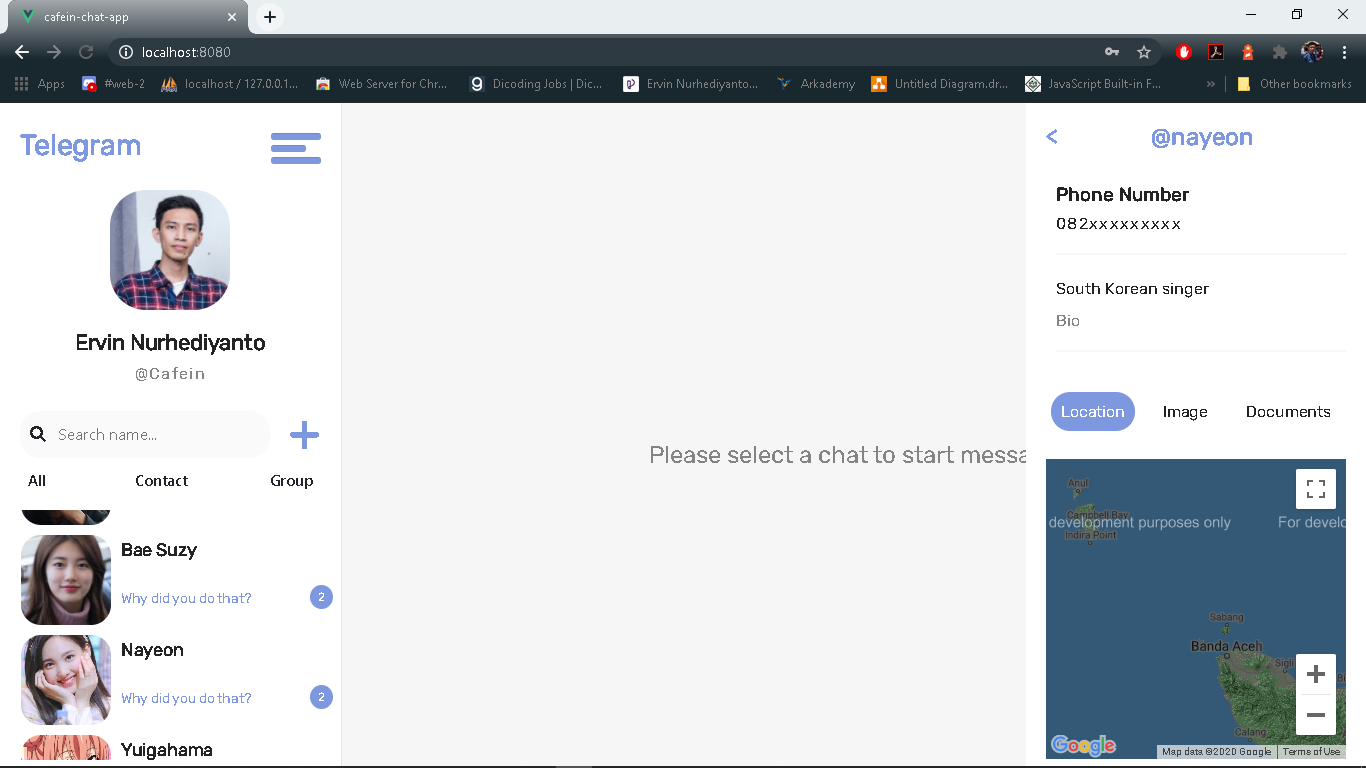 cafein-chat-app
localhost:8080
Apps
#web-2
localhost / 127.0.0.1...
Web Server for Chr...
Dicoding Jobs | Dic...
Ervin Nurhediyanto...
Arkademy
Untitled Diagram.dr...
JavaScript Built-in F...
»
Other bookmarks
Telegram
Ervin Nurhediyanto
@Cafein
Search name...
All
Contact
Group
Bae Suzy
Why did you do that?
2
Nayeon
Why did you do that?
2
Yuigahama
Please select a chat to start messa
<
@nayeon
Phone Number
082xxxxxxxxx
South Korean singer
Bio
Location
Image
Documents
Anul
Campbell Bay
development purposes only
For develo
Indira Point
Sabang
Banda Aceh
Sigli
Bi
Calang
Google
Map data ©2020 Google
Terms of Use